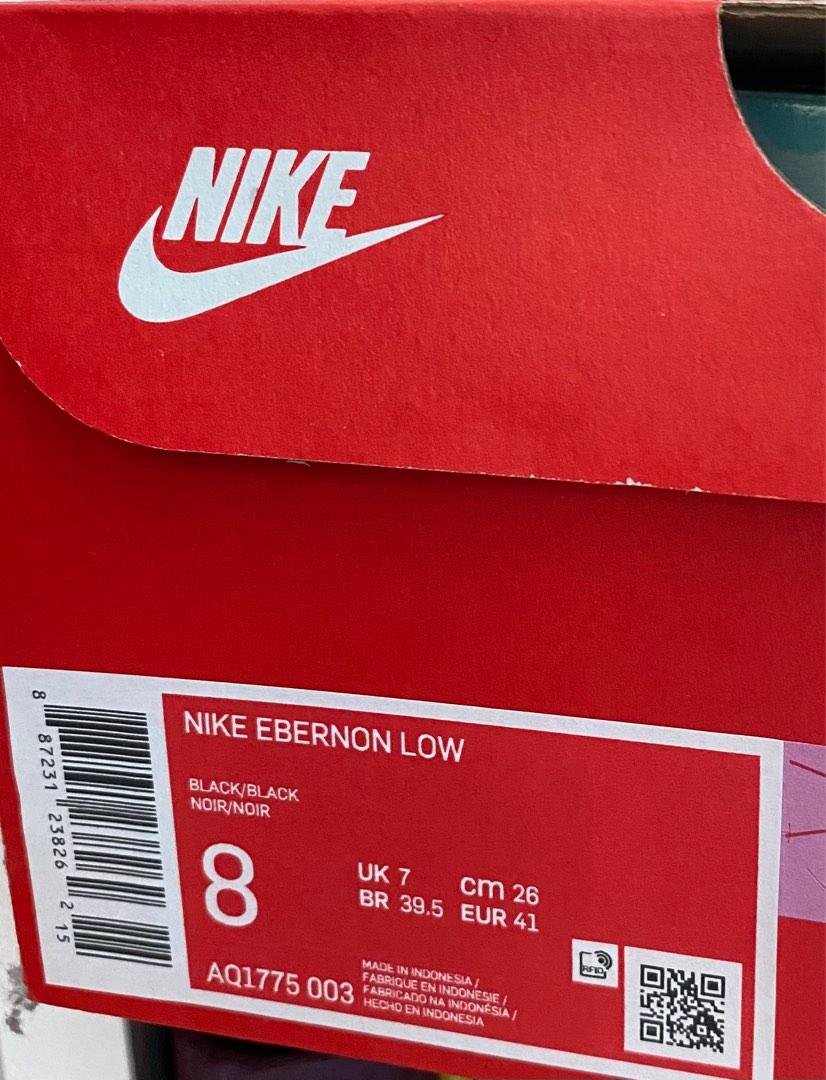 NIKE
NIKE EBERNON LOW
BLACK/BLACK
NOIR/NOIR
8
UK 7 cm 26
BR 39.5 EUR 41
AQ1775 003
MADE IN INDONESIA /
FABRIQUE EN INDONESIE /
FABRICADO NA INDONÉSIA /
HECHO EN INDONESIA
RFID
8 87231 23826 2 15